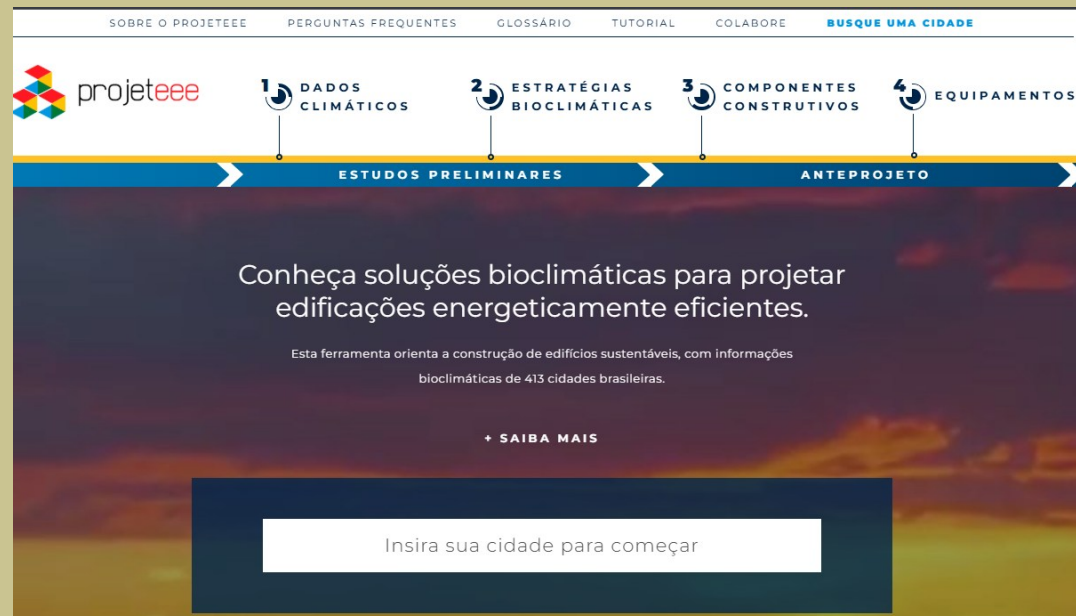 SOBRE O PROJETEEE PERGUNTAS FREQUENTES GLOSSÁRIO TUTORIAL COLABORE BUSQUE UMA CIDADE
projeteee
1 DADOS CLIMÁTICOS
2 ESTRATÉGIAS BIOCLIMÁTICAS
3 COMPONENTES CONSTRUTIVOS
4 EQUIPAMENTOS
ESTUDOS PRELIMINARES ANTEPROJETO
Conheça soluções bioclimáticas para projetar
edificações energeticamente eficientes.
Esta ferramenta orienta a construção de edifícios sustentáveis, com informações
bioclimáticas de 413 cidades brasileiras.
+ SAIBA MAIS
Insira sua cidade para começar